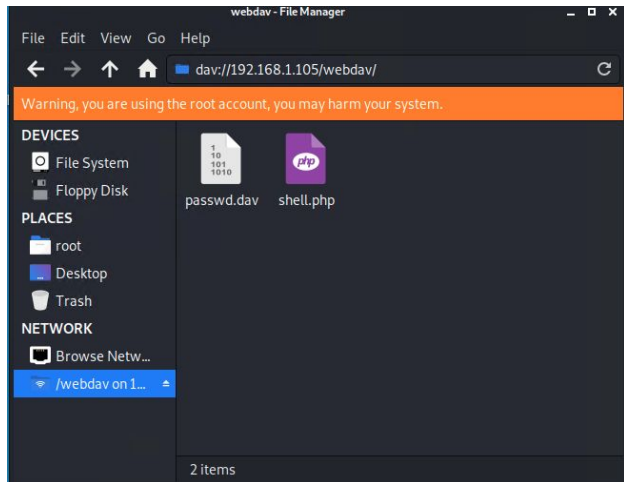 webdav - File Manager
File Edit View Go Help
dav://192.168.1.105/webdav/
Warning, you are using the root account, you may harm your system.
DEVICES
File System
Floppy Disk
PLACES
root
Desktop
Trash
NETWORK
Browse Netw...
/webdav on 1...
1
10
101
1010
passwd.dav
php
shell.php
2 items